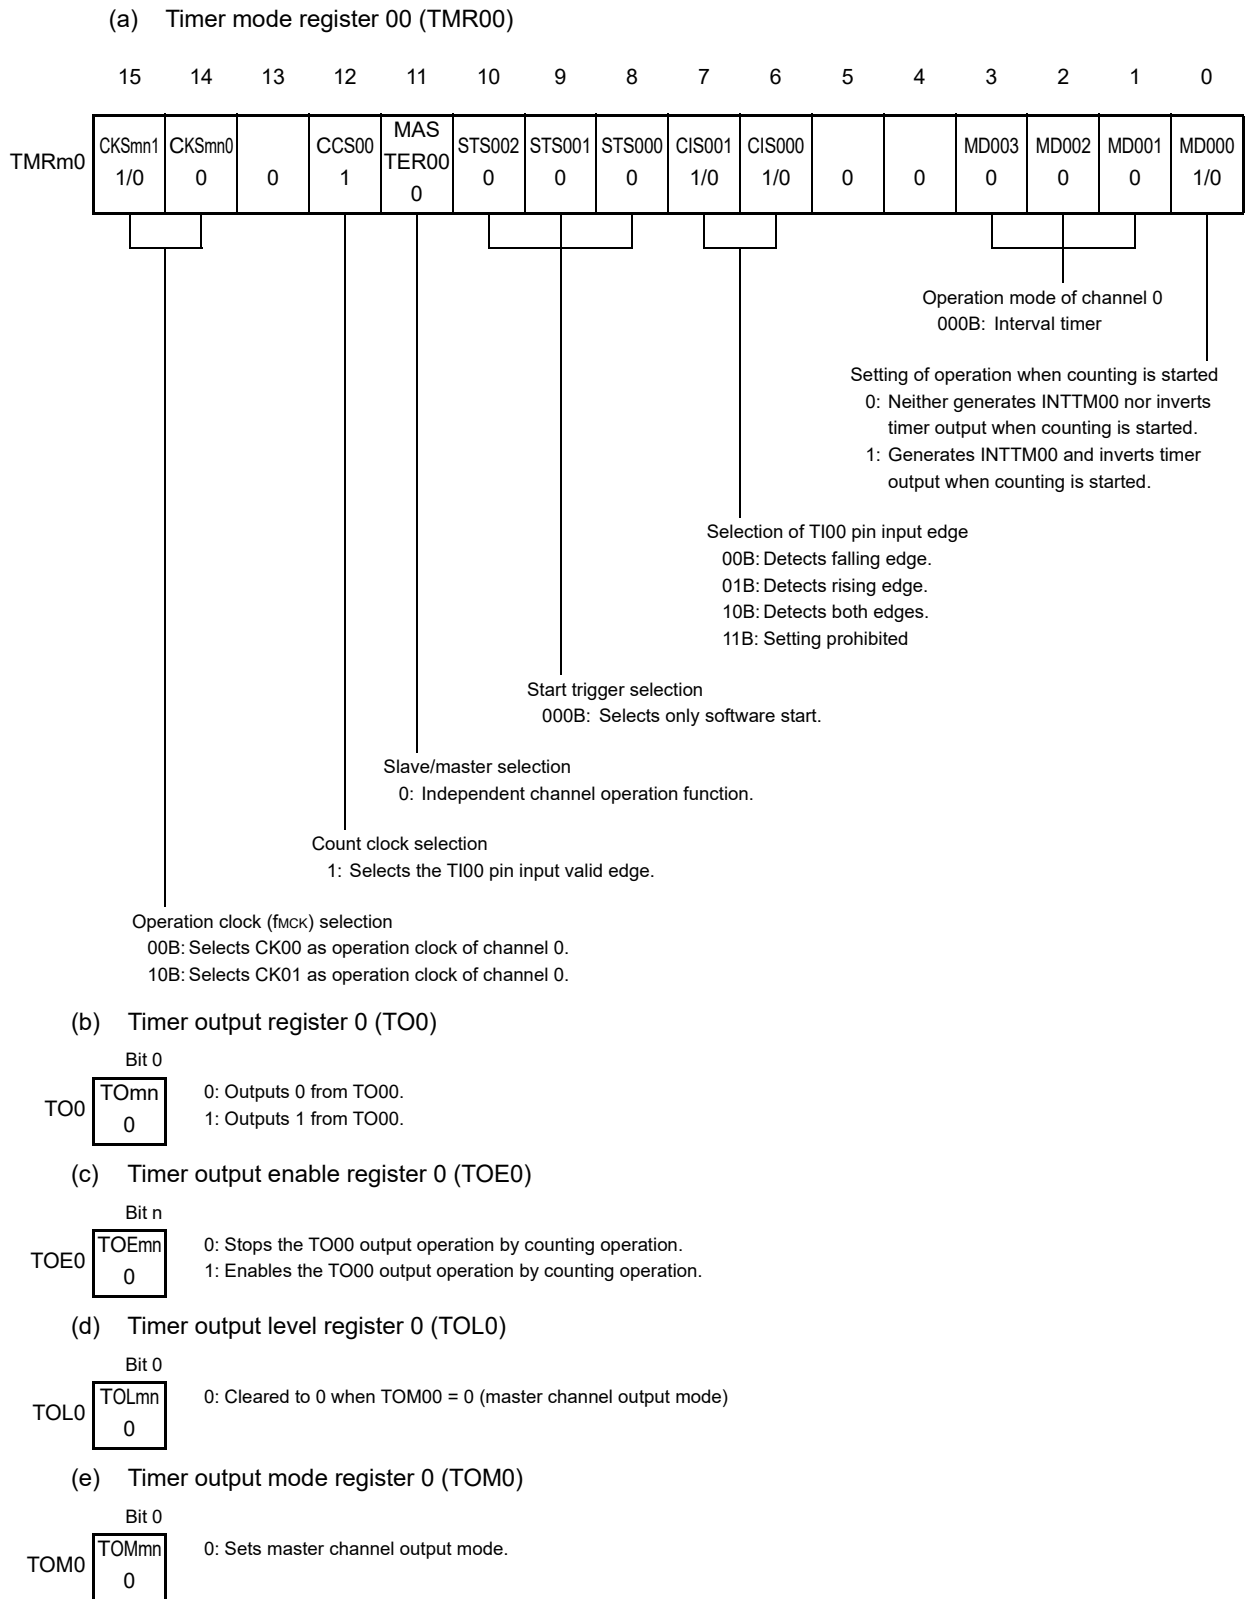 (a) Timer mode register 00 (TMR00)
15 14 13 12 11 10 9 8 7 6 5 4 3 2 1 0
TMRm0
CKSmn1 CKSmn0 CCS00 MAS TER00 STS002 STS001 STS000 CIS001 CIS000 MD003 MD002 MD001 MD000
1/0 0 0 1 0 0 0 0 1/0 1/0 0 0 0 0 0 1/0
Operation mode of channel 0
000B: Interval timer
Setting of operation when counting is started
0: Neither generates INTTM00 nor inverts
timer output when counting is started.
1: Generates INTTM00 and inverts timer
output when counting is started.
Selection of TI00 pin input edge
00B: Detects falling edge.
01B: Detects rising edge.
10B: Detects both edges.
11B: Setting prohibited
Start trigger selection
000B: Selects only software start.
Slave/master selection
0: Independent channel operation function.
Count clock selection
1: Selects the TI00 pin input valid edge.
Operation clock (fMCK) selection
00B: Selects CK00 as operation clock of channel 0.
10B: Selects CK01 as operation clock of channel 0.
(b) Timer output register 0 (TO0)
Bit 0
TO0
TOmn
0
0: Outputs 0 from TO00.
1: Outputs 1 from TO00.
(c) Timer output enable register 0 (TOE0)
Bit n
TOE0
TOEmn
0
0: Stops the TO00 output operation by counting operation.
1: Enables the TO00 output operation by counting operation.
(d) Timer output level register 0 (TOL0)
Bit 0
TOL0
TOLmn
0
0: Cleared to 0 when TOM00 = 0 (master channel output mode)
(e) Timer output mode register 0 (TOM0)
Bit 0
TOM0
TOMmn
0
0: Sets master channel output mode.